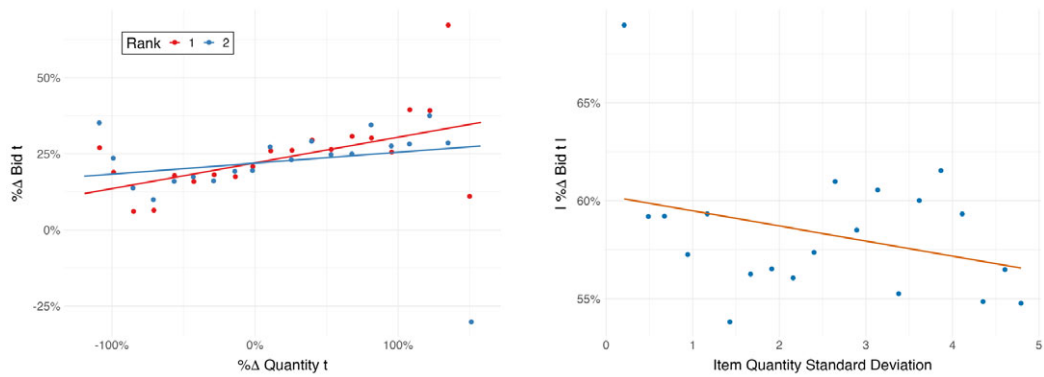 Rank 1 2
50%
25%
0%
-25%
%Δ Bid t
-100% 0% 100%
%Δ Quantity t
60%
55%
I %Δ Bid t I
0 1 2 3 4 5
Item Quantity Standard Deviation